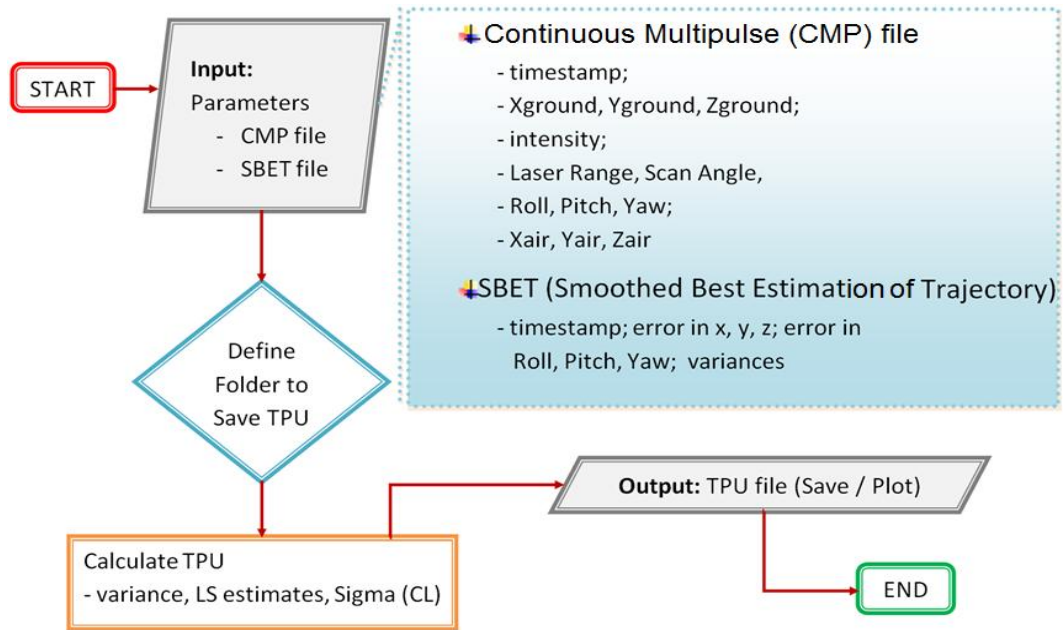 START
Input:
Parameters
- CMP file
- SBET file
Continuous Multipulse (CMP) file
- timestamp;
- Xground, Yground, Zground;
- intensity;
- Laser Range, Scan Angle,
- Roll, Pitch, Yaw;
- Xair, Yair, Zair
SBET (Smoothed Best Estimation of Trajectory)
- timestamp; error in x, y, z; error in
Roll, Pitch, Yaw; variances
Define
Folder to
Save TPU
Calculate TPU
- variance, LS estimates, Sigma (CL)
Output: TPU file (Save / Plot)
END